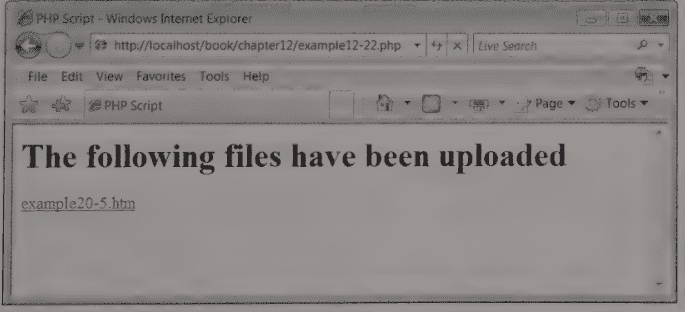 PHP Script - Windows Internet Explorer
http://localhost/book/chapter12/example12-22.php Live Search
File Edit View Favorites Tools Help
PHP Script Page Tools
The following files have been uploaded
example20-5.htm